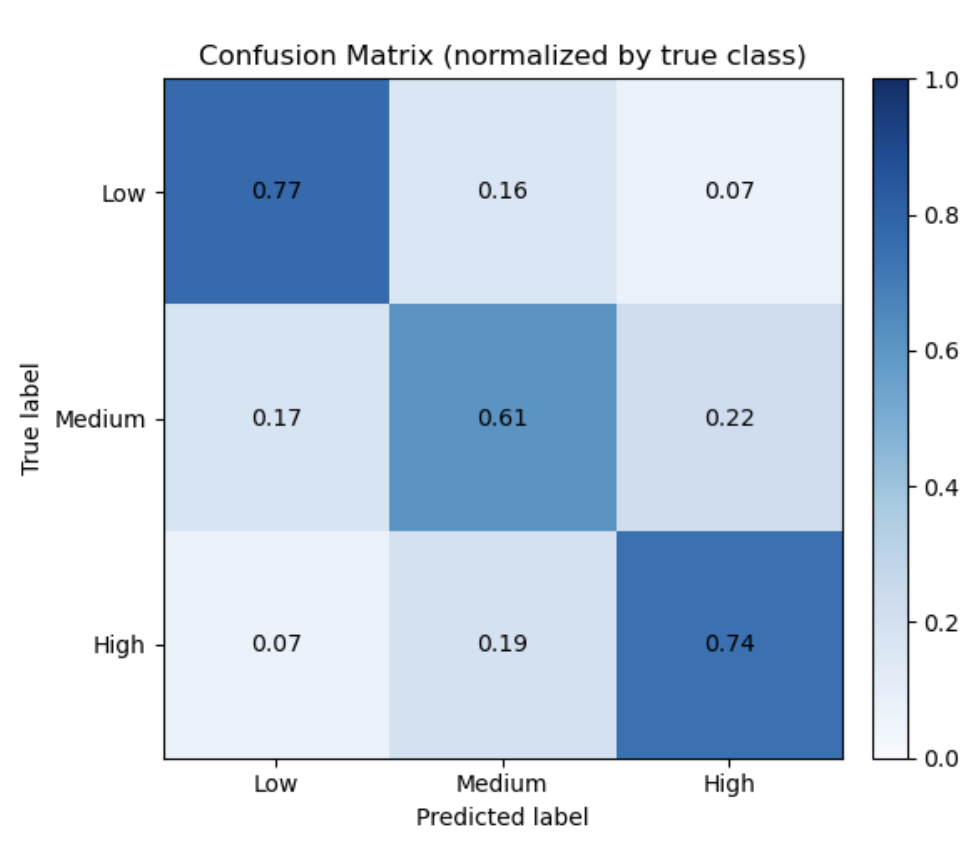 Confusion Matrix (normalized by true class)
1.0
Low 0.77 0.16 0.07
0.8
0.6
Medium 0.17 0.61 0.22
True label
0.4
0.2
High 0.07 0.19 0.74
0.0
Low Medium High
Predicted label